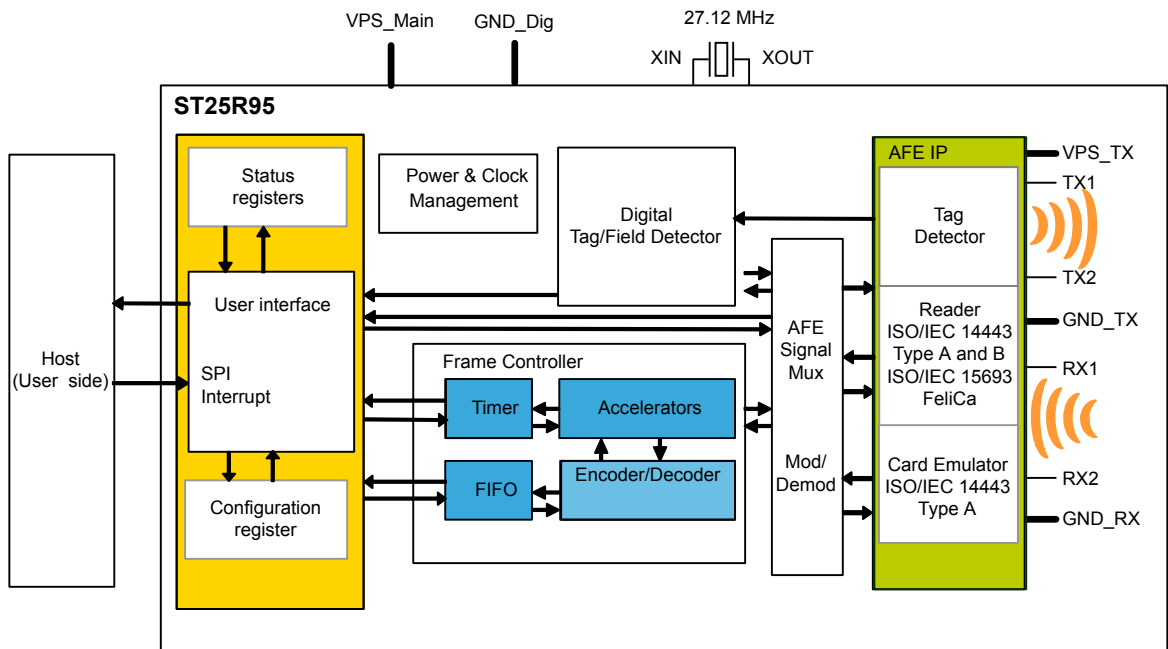 VPS_Main
GND_Dig
27.12 MHz
XIN
XOUT
ST25R95
Host
(User side)
Status
registers
User interface
SPI
Interrupt
Configuration
register
Power & Clock
Management
Digital
Tag/Field Detector
Frame Controller
Timer
Accelerators
FIFO
Encoder/Decoder
AFE
Signal
Mux
Mod/
Demod
AFE IP
Tag
Detector
Reader
ISO/IEC 14443
Type A and B
ISO/IEC 15693
FeliCa
Card Emulator
ISO/IEC 14443
Type A
VPS_TX
TX1
TX2
GND_TX
RX1
RX2
GND_RX